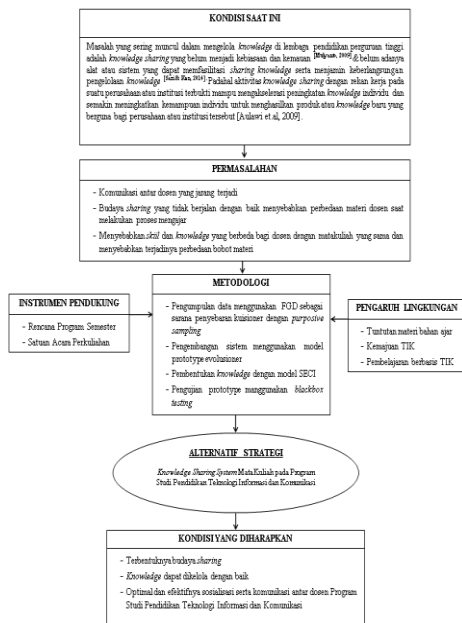 KONDISI SAAT INI
Masalah yang sering muncul dalam mengelola knowledge di lembaga pendidikan perguruan tinggi
adalah knowledge sharing yang belum menjadi kebiasaan dan kemauan [Mulyanto, 2009] & belum adanya
alat atau sistem yang dapat memfasilitasi sharing knowledge serta menjamin keberlangsungan
pengelolaan knowledge 2014]. Padahal aktivitas knowledge sharing dengan rekan kerja pada
suatu perusahaan atau institusi terbukti mampu mengakselerasi peningkatan knowledge individu dan
semakin meningkatkan kemampuan individu untuk menghasilkan produk atau knowledge baru yang
berguna bagi perusahaan atau institusi tersebut [Aulawi et al, 2009].
PERMASALAHAN
- Komunikasi antar dosen yang jarang terjadi
- Budaya sharing yang tidak berjalan dengan baik menyebabkan perbedaan materi dosen saat
melakukan proses mengajar
- Menyebabkan skill dan knowledge yang berbeda bagi dosen dengan matakuliah yang sama dan
menyebabkan terjadinya perbedaan bobot materi
METODOLOGI
- Pengumpulan data menggunakan FGD sebagai
sarana penyebaran kuisioner dengan purposive
sampling
- Pengembangan sistem menggunakan model
prototype evolusioner
- Pembentukan knowledge dengan model SECI
- Pengujian prototype manggunakan blackbox
testing
INSTRUMEN PENDUKUNG
- Rencana Program Semester
- Satuan Acara Perkuliahan
PENGARUH LINGKUNGAN
- Tuntutan materi bahan ajar
- Kemajuan TIK
- Pembelajaran berbasis TIK
ALTERNATIF STRATEGI
Knowledge Sharing System Mata Kuliah pada Program
Studi Pendidikan Teknologi Informasi dan Komunikasi
KONDISI YANG DIHARAPKAN
- Terbentuknya budaya sharing
- Knowledge dapat dikelola dengan baik
- Optimal dan efektifnya sosialisasi serta komunikasi antar dosen Program
Studi Pendidikan Teknologi Informasi dan Komunikasi